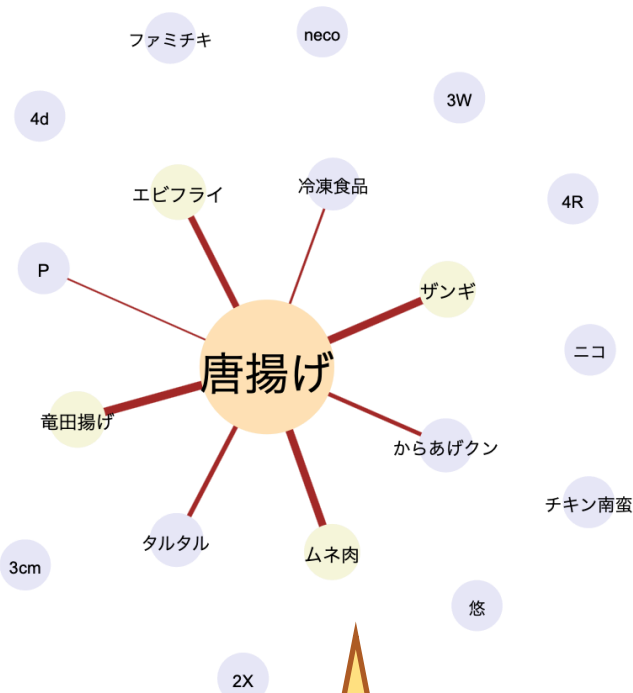 ファミチキ
neco
3W
4d
エビフライ
冷凍食品
4R
P
ザンギ
ニコ
唐揚げ
竜田揚げ
からあげクン
チキン南蛮
タルタル
ムネ肉
3cm
悠
2X